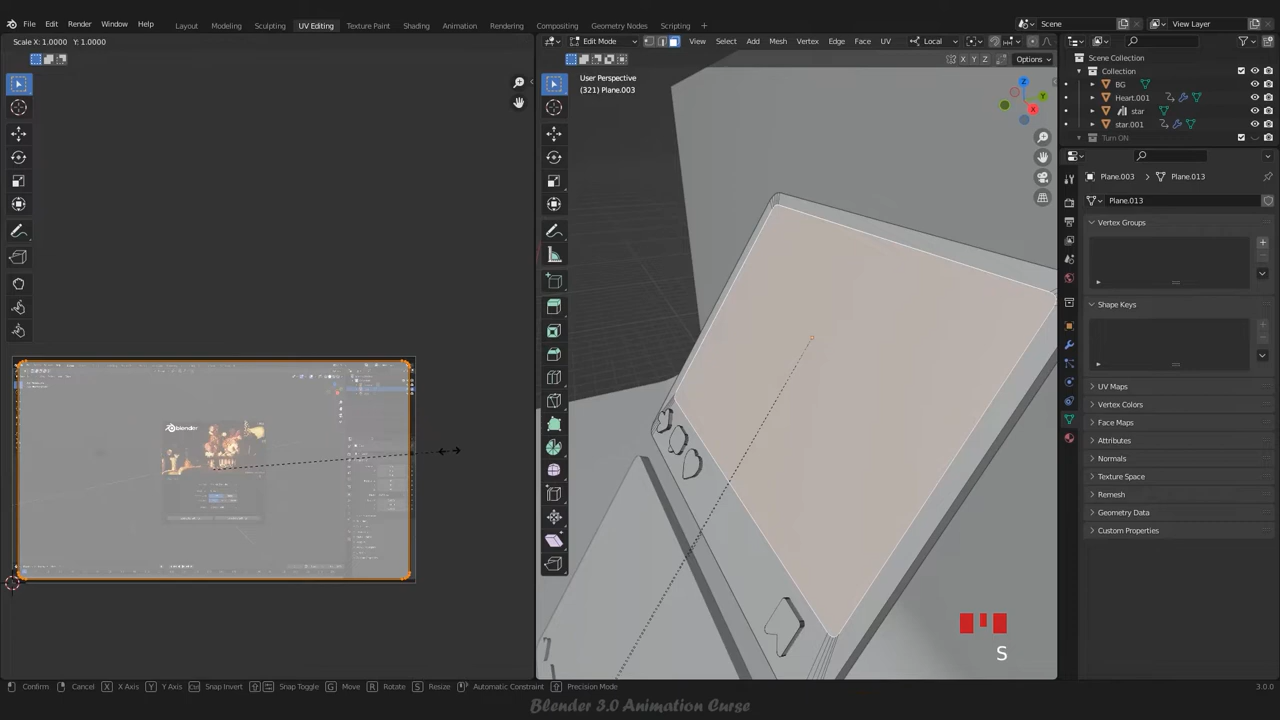 File Edit Render Window Help Layout Modeling Sculpting UV Editing Texture Paint Shading Animation Rendering Compositing Geometry Nodes Scripting + Scene View Layer
Scale X: 1.0000 Y: 1.0000
Edit Mode View Select Add Mesh Vertex Edge Face UV Local
X Y Z Options
User Perspective
(321) Plane.003
Z
Y
X
Scene Collection
Collection
BG
Heart.001
star
star.001
Turn ON
Plane.003 Plane.013
Plane.013
Vertex Groups
Shape Keys
UV Maps
Vertex Colors
Face Maps
Attributes
Normals
Texture Space
Remesh
Geometry Data
Custom Properties
blender
S
Confirm Cancel X X Axis Y Y Axis Ctrl Snap Invert Snap Toggle G Move R Rotate S Resize Automatic Constraint Precision Mode 3.0.0
Blender 3.0 Animation Curse